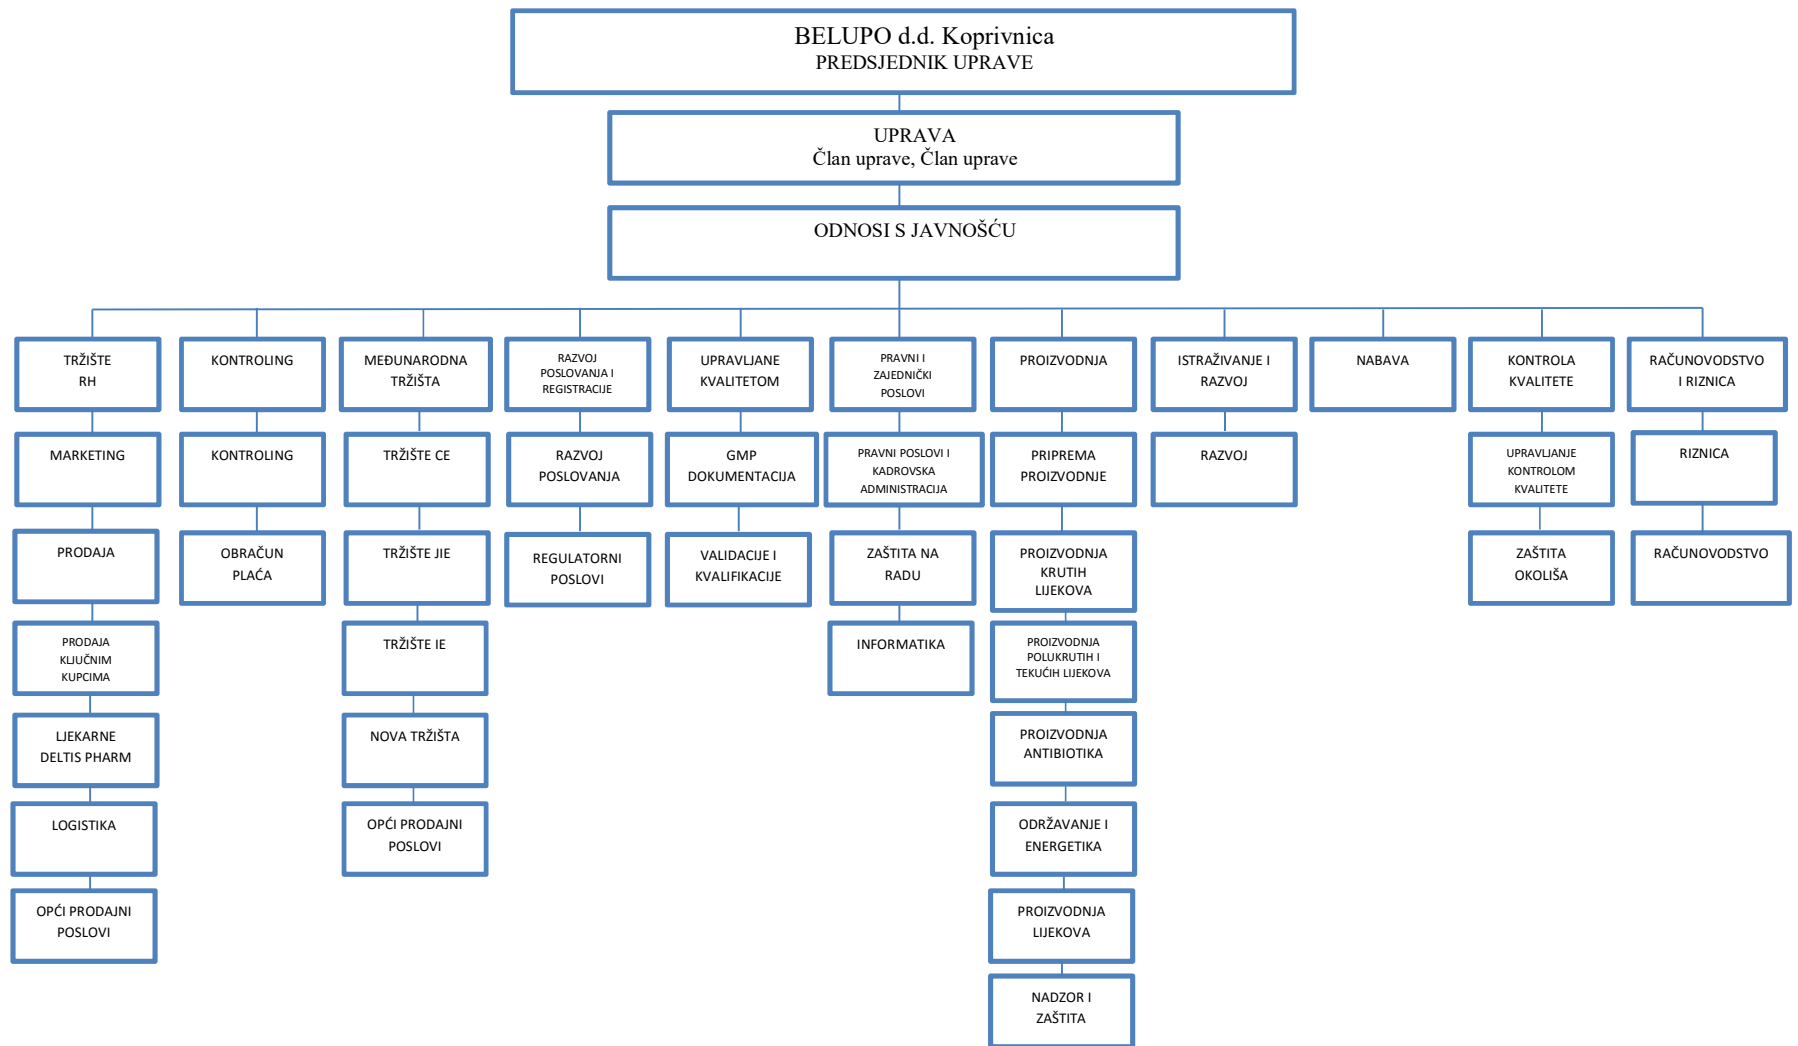 BELUPO d.d. Koprivnica
PREDSJEDNIK UPRAVE
UPRAVA
Član uprave, Član uprave
ODNOSI S JAVNOŠĆU
TRŽIŠTE
RH
KONTROLING
MEĐUNARODNA
TRŽIŠTA
RAZVOJ
POSLOVANJA I
REGISTRACIJE
UPRAVLJANE
KVALITETOM
PRAVNI I
ZAJEDNIČKI
POSLOVI
PROIZVODNJA
ISTRAŽIVANJE I
RAZVOJ
NABAVA
KONTROLA
KVALITETE
RAČUNOVODSTVO
I RIZNICA
MARKETING
KONTROLING
TRŽIŠTE CE
RAZVOJ
POSLOVANJA
GMP
DOKUMENTACIJA
PRAVNI POSLOVI I
KADROVSKA
ADMINISTRACIJA
PRIPREMA
PROIZVODNJE
RAZVOJ
UPRAVLJANJE
KONTROLOM
KVALITETE
RIZNICA
PRODAJA
OBRAČUN
PLAĆA
TRŽIŠTE JIE
REGULATORNI
POSLOVI
VALIDACIJE I
KVALIFIKACIJE
ZAŠTITA NA
RADU
PROIZVODNJA
KRUTIH
LIJEKOVA
ZAŠTITA
OKOLIŠA
RAČUNOVODSTVO
PRODAJA
KLJUČNIM
KUPCIMA
TRŽIŠTE IE
INFORMATIKA
PROIZVODNJA
POLUKRUTIH I
TEKUĆIH LIJEKOVA
LJEKARNE
DELTIS PHARM
NOVA TRŽIŠTA
PROIZVODNJA
ANTIBIOTIKA
LOGISTIKA
OPĆI PRODAJNI
POSLOVI
ODRŽAVANJE I
ENERGETIKA
OPĆI PRODAJNI
POSLOVI
PROIZVODNJA
LIJEKOVA
NADZOR I
ZAŠTITA